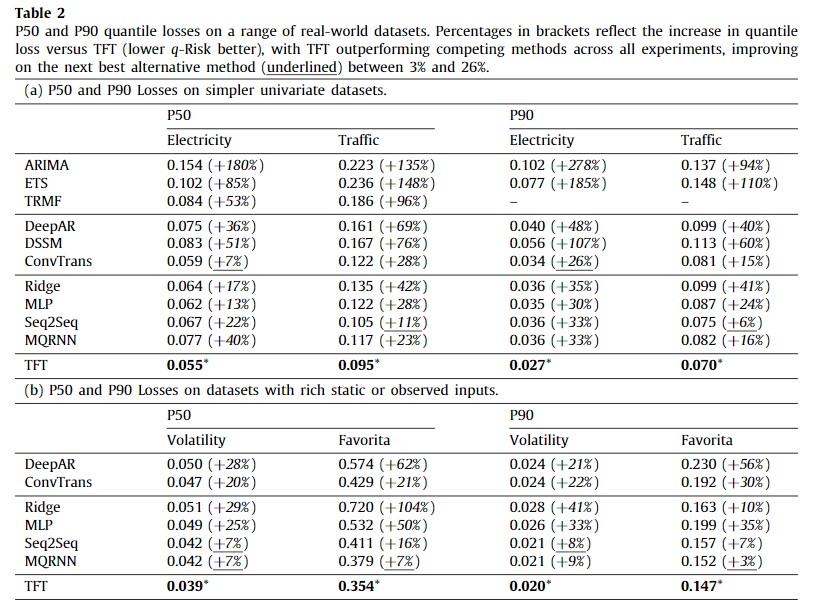 Table 2
P50 and P90 quantile losses on a range of real-world datasets. Percentages in brackets reflect the increase in quantile
loss versus TFT (lower q-Risk better), with TFT outperforming competing methods across all experiments, improving
on the next best alternative method (underlined) between 3% and 26%.
(a) P50 and P90 Losses on simpler univariate datasets.
P50 P90
Electricity Traffic Electricity Traffic
ARIMA 0.154 (+180%) 0.223 (+135%) 0.102 (+278%) 0.137 (+94%)
ETS 0.102 (+85%) 0.236 (+148%) 0.077 (+185%) 0.148 (+110%)
TRMF 0.084 (+53%) 0.186 (+96%) – –
DeepAR 0.075 (+36%) 0.161 (+69%) 0.040 (+48%) 0.099 (+40%)
DSSM 0.083 (+51%) 0.167 (+76%) 0.056 (+107%) 0.113 (+60%)
ConvTrans 0.059 (+7%) 0.122 (+28%) 0.034 (+26%) 0.081 (+15%)
Ridge 0.064 (+17%) 0.135 (+42%) 0.036 (+35%) 0.099 (+41%)
MLP 0.062 (+13%) 0.122 (+28%) 0.035 (+30%) 0.087 (+24%)
Seq2Seq 0.067 (+22%) 0.105 (+11%) 0.036 (+33%) 0.075 (+6%)
MQRNN 0.077 (+40%) 0.117 (+23%) 0.036 (+33%) 0.082 (+16%)
TFT 0.055* 0.095* 0.027* 0.070*
(b) P50 and P90 Losses on datasets with rich static or observed inputs.
P50 P90
Volatility Favorita Volatility Favorita
DeepAR 0.050 (+28%) 0.574 (+62%) 0.024 (+21%) 0.230 (+56%)
ConvTrans 0.047 (+20%) 0.429 (+21%) 0.024 (+22%) 0.192 (+30%)
Ridge 0.051 (+29%) 0.720 (+104%) 0.028 (+41%) 0.163 (+10%)
MLP 0.049 (+25%) 0.532 (+50%) 0.026 (+33%) 0.199 (+35%)
Seq2Seq 0.042 (+7%) 0.411 (+16%) 0.021 (+8%) 0.157 (+7%)
MQRNN 0.042 (+7%) 0.379 (+7%) 0.021 (+9%) 0.152 (+3%)
TFT 0.039* 0.354* 0.020* 0.147*